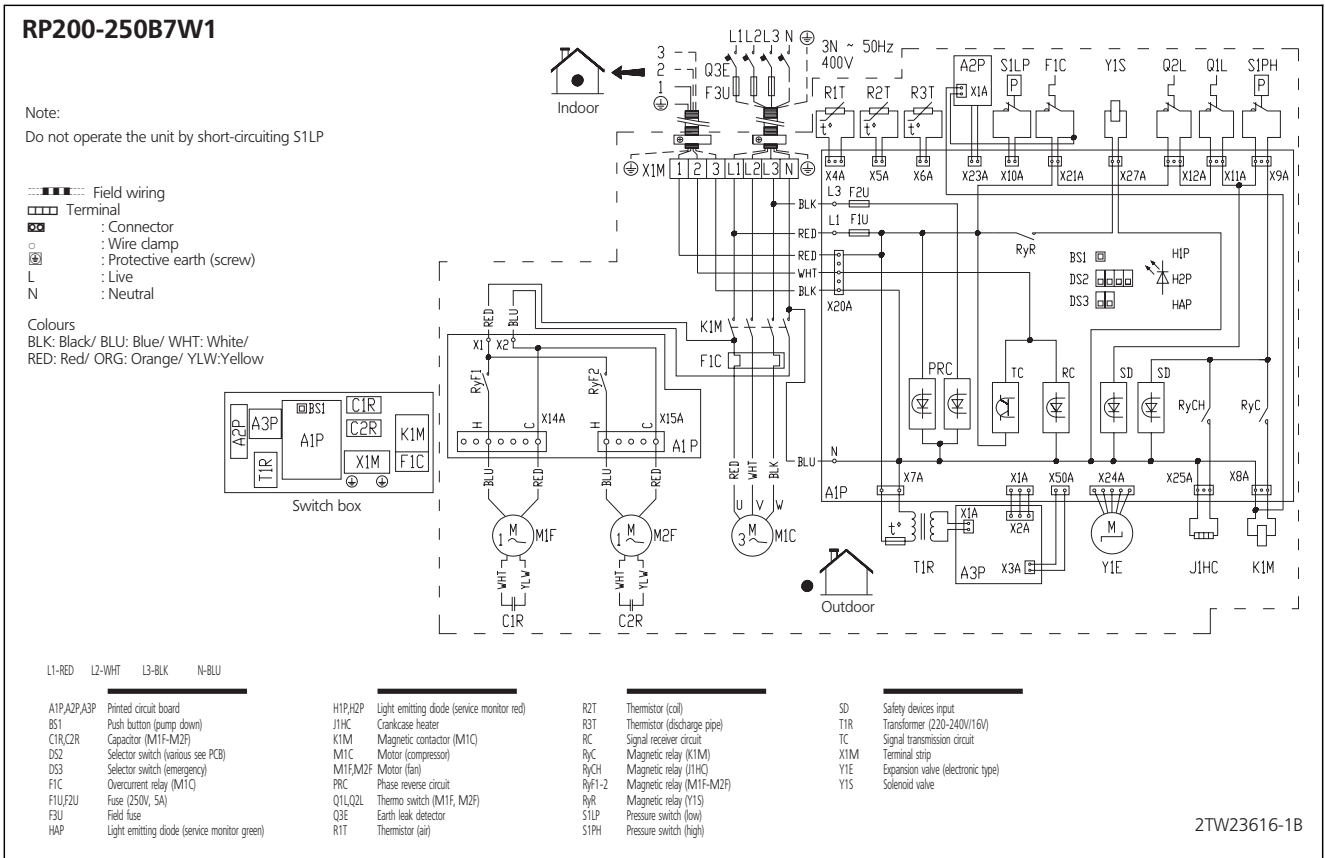 RP200-250B7W1
Note:
Do not operate the unit by short-circuiting S1LP
Field wiring
Terminal
: Connector
: Wire clamp
: Protective earth (screw)
L : Live
N : Neutral
Colours
BLK: Black/ BLU: Blue/ WHT: White/
RED: Red/ ORG: Orange/ YLW:Yellow
A2P A3P BS1 A1P C1R C2R K1M
T1R X1M F1C
Switch box
Indoor
3
2
1
L1 L2 L3 N
3N ~ 50Hz
400V
Q3E
F3U
R1T R2T R3T A2P S1LP F1C Y1S Q2L Q1L S1PH
X1A P P
t° t° t°
X1M 1 2 3 L1 L2 L3 N
X4A X5A X6A X23A X10A X21A X27A X12A X11A X9A
BLK L3 F2U
RED L1 F1U
RED
WHT
BLK
X20A
RyR
BS1
DS2
DS3
H1P
H2P
HAP
RED BLU
X1 X2
K1M
F1C
RyF1 RyF2
H C X14A H C X15A
A1P
BLU RED BLU RED
RED WHT BLK
U V W
M 1 M1F
M 1 M2F
M 3 M1C
WHT YLW WHT YLW
C1R C2R
PRC TC RC SD SD RyCH RyC
BLU N
A1P X7A X1A X50A X24A X25A X8A
t° X1A X2A
T1R A3P X3A
M
Y1E J1HC K1M
Outdoor
L1-RED L2-WHT L3-BLK N-BLU
A1P,A2P,A3P Printed circuit board
BS1 Push button (pump down)
C1R,C2R Capacitor (M1F-M2F)
DS2 Selector switch (various see PCB)
DS3 Selector switch (emergency)
F1C Overcurrent relay (M1C)
F1U,F2U Fuse (250V, 5A)
F3U Field fuse
HAP Light emitting diode (service monitor green)
H1P,H2P Light emitting diode (service monitor red)
J1HC Crankcase heater
K1M Magnetic contactor (M1C)
M1C Motor (compressor)
M1F,M2F Motor (fan)
PRC Phase reverse circuit
Q1L,Q2L Thermo switch (M1F, M2F)
Q3E Earth leak detector
R1T Thermistor (air)
R2T Thermistor (coil)
R3T Thermistor (discharge pipe)
RC Signal receiver circuit
RyC Magnetic relay (K1M)
RyCH Magnetic relay (J1HC)
RyF1-2 Magnetic relay (M1F-M2F)
RyR Magnetic relay (Y1S)
S1LP Pressure switch (low)
S1PH Pressure switch (high)
SD Safety devices input
T1R Transformer (220-240V/16V)
TC Signal transmission circuit
X1M Terminal strip
Y1E Expansion valve (electronic type)
Y1S Solenoid valve
2TW23616-1B